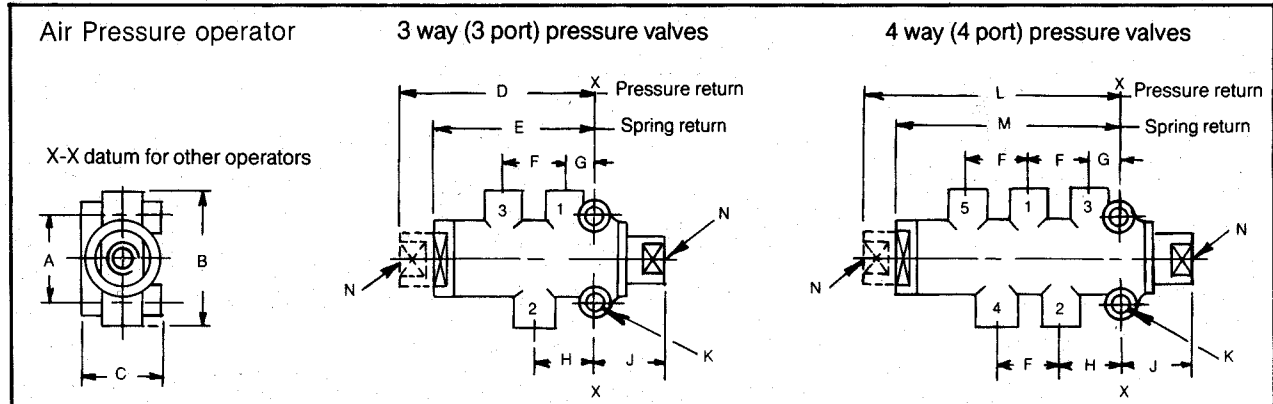 Air Pressure operator
3 way (3 port) pressure valves
4 way (4 port) pressure valves
X-X datum for other operators
A
B
C
X
D
Pressure return
E
Spring return
F
G
3
1
N
N
2
H
J
K
X
X
L
Pressure return
M
Spring return
F
F
G
5
1
3
N
N
4
2
F
H
J
K
X